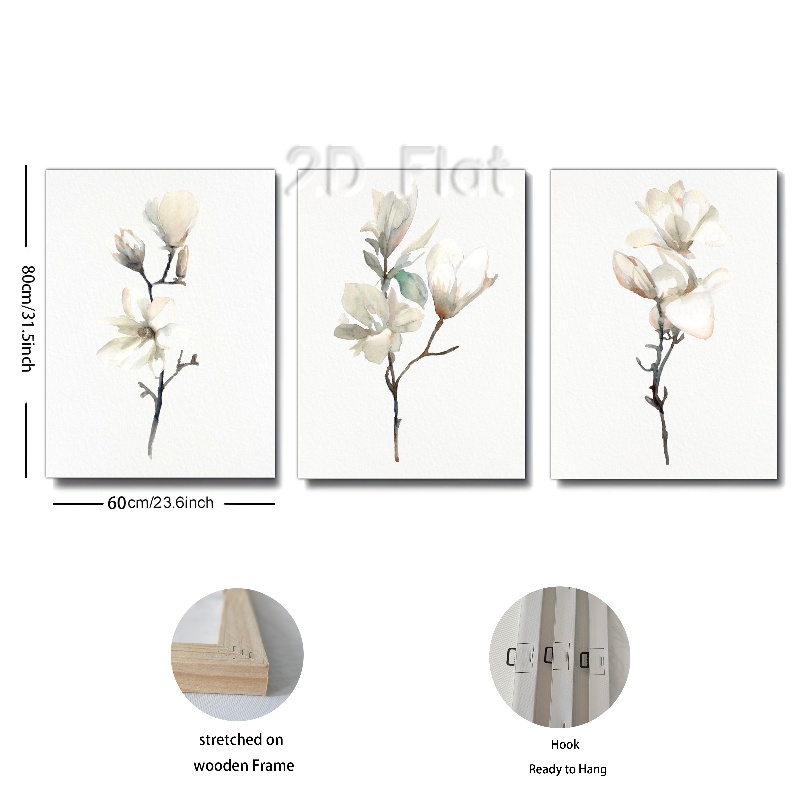 2D Flat
80cm/31.5inch
60cm/23.6inch
stretched on
wooden Frame
Hook
Ready to Hang